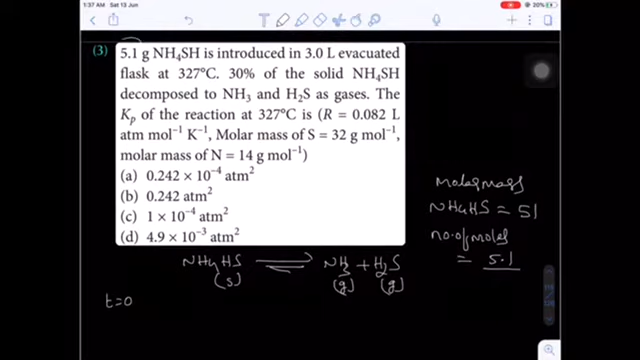 1:37 AM Sat 13 Jun
20%
(3)
5.1 g NH₄SH is introduced in 3.0 L evacuated
flask at 327°C. 30% of the solid NH₄SH
decomposed to NH₃ and H₂S as gases. The
Kp of the reaction at 327°C is (R = 0.082 L
atm mol⁻¹ K⁻¹, Molar mass of S = 32 g mol⁻¹,
molar mass of N = 14 g mol⁻¹)
(a) 0.242 × 10⁻⁴ atm²
(b) 0.242 atm²
(c) 1 × 10⁻⁴ atm²
(d) 4.9 × 10⁻³ atm²
Molar mass
NH4HS = 51
no. of moles
= 5.1
NH4HS ⇌ NH3 + H2S
(s) (g) (g)
t=0